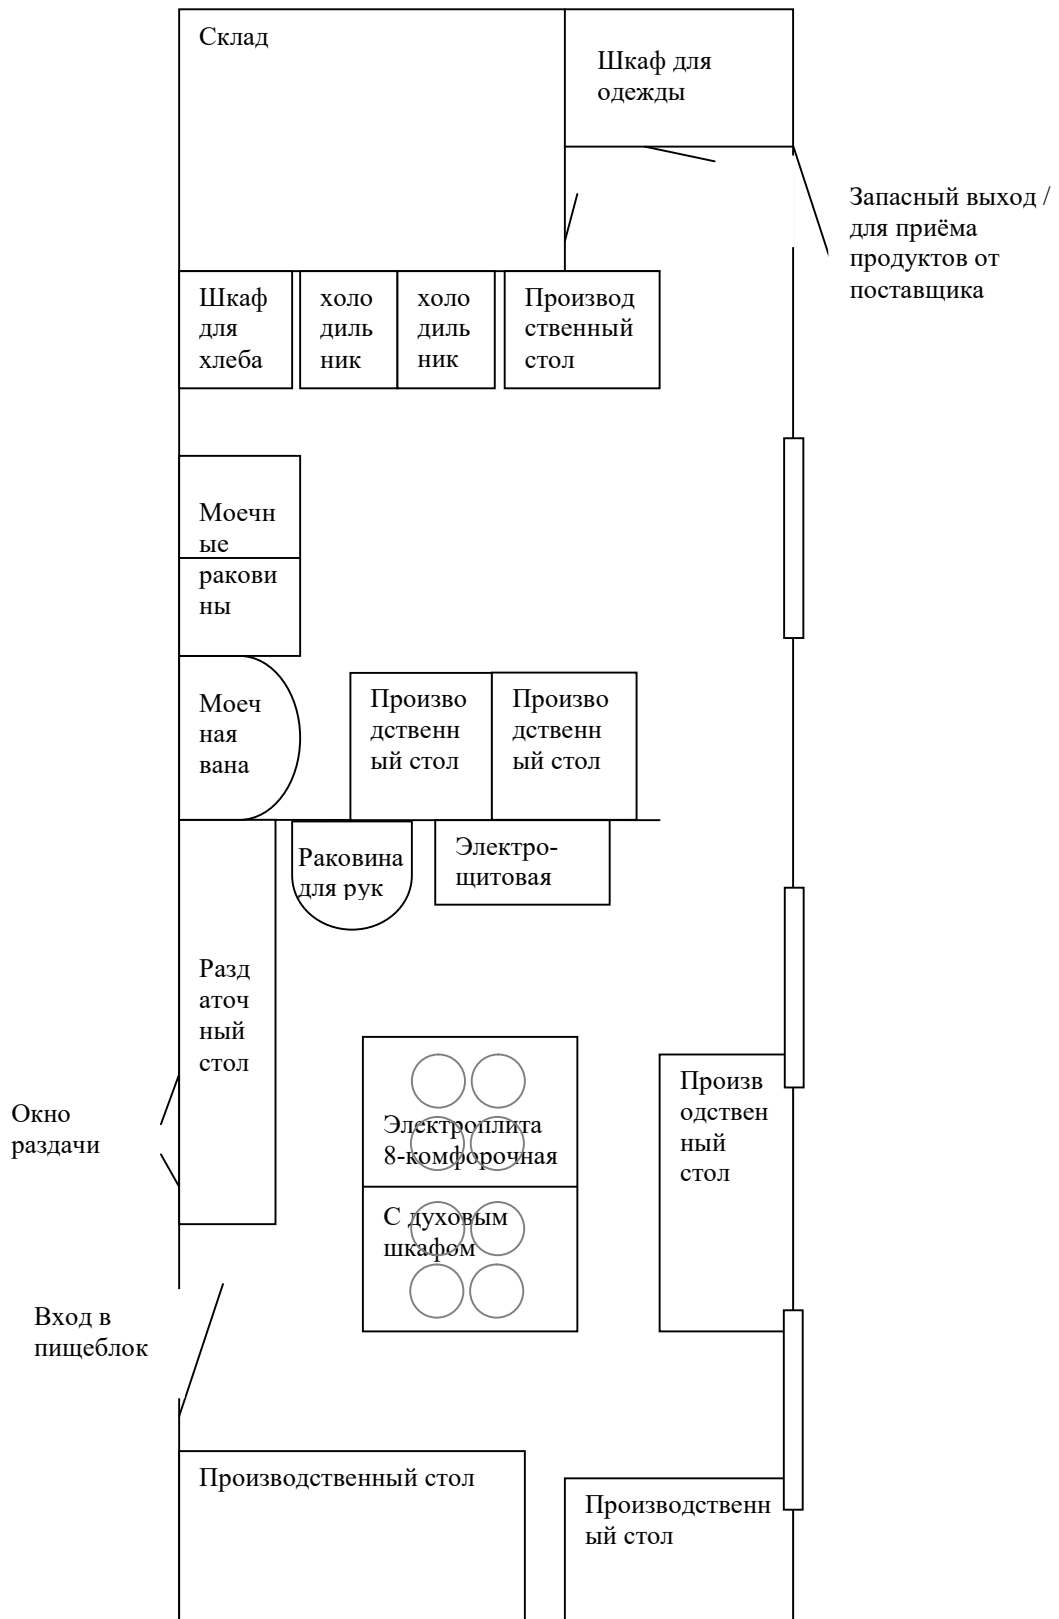 Склад
Шкаф для
одежды
Запасный выход /
для приёма
продуктов от
поставщика
Шкаф
для
хлеба
холо
диль
ник
холо
диль
ник
Производ
ственный
стол
Моечн
ые
ракови
ны
Моеч
ная
вана
Произво
дственн
ый стол
Произво
дственн
ый стол
Раковина
для рук
Электро-
щитовая
Разд
аточ
ный
стол
Окно
раздачи
Электроплита
8-комфорочная
С духовым
шкафом
Произв
одствен
ный
стол
Вход в
пищеблок
Производственный стол
Производственн
ый стол